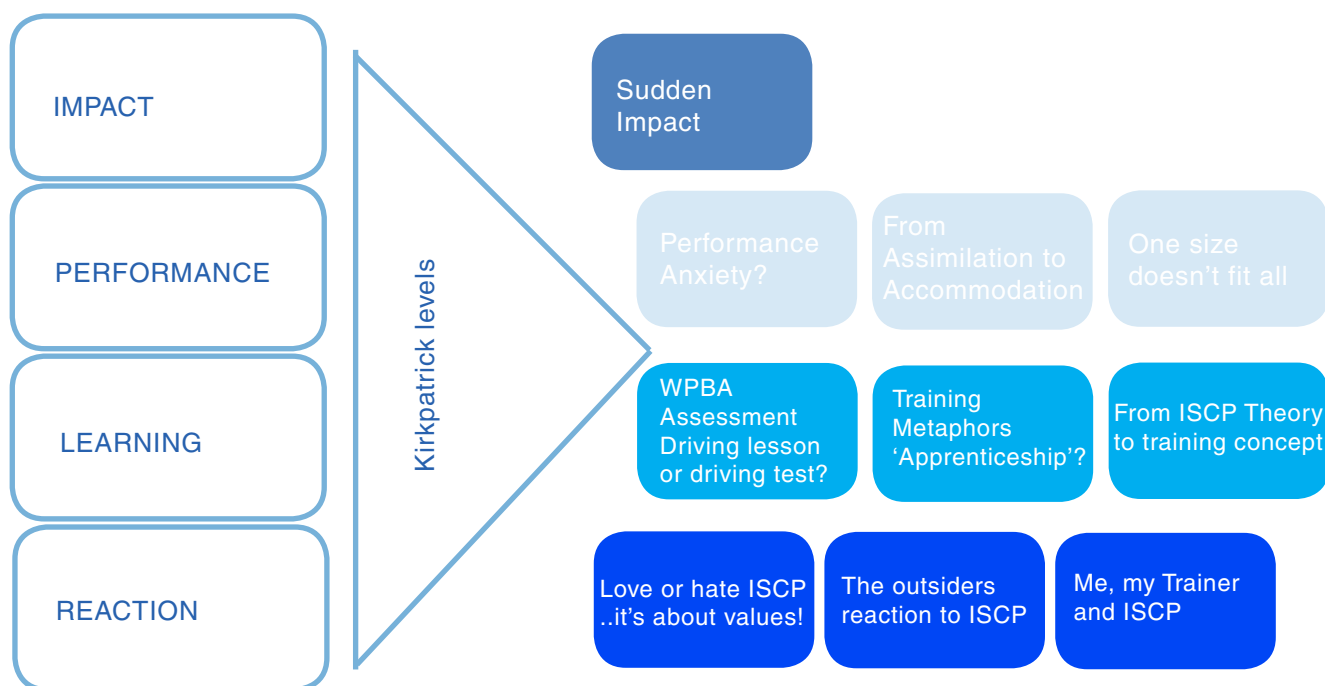 IMPACT
PERFORMANCE
LEARNING
REACTION
Kirkpatrick levels
Sudden
Impact
Performance
Anxiety?
From
Assimilation to
Accommodation
One size
doesn't fit all
WPBA
Assessment
Driving lesson
or driving test?
Training
Metaphors
‘Apprenticeship’?
From ISCP Theory
to training concept
Love or hate ISCP
..it's about values!
The outsiders
reaction to ISCP
Me, my Trainer
and ISCP